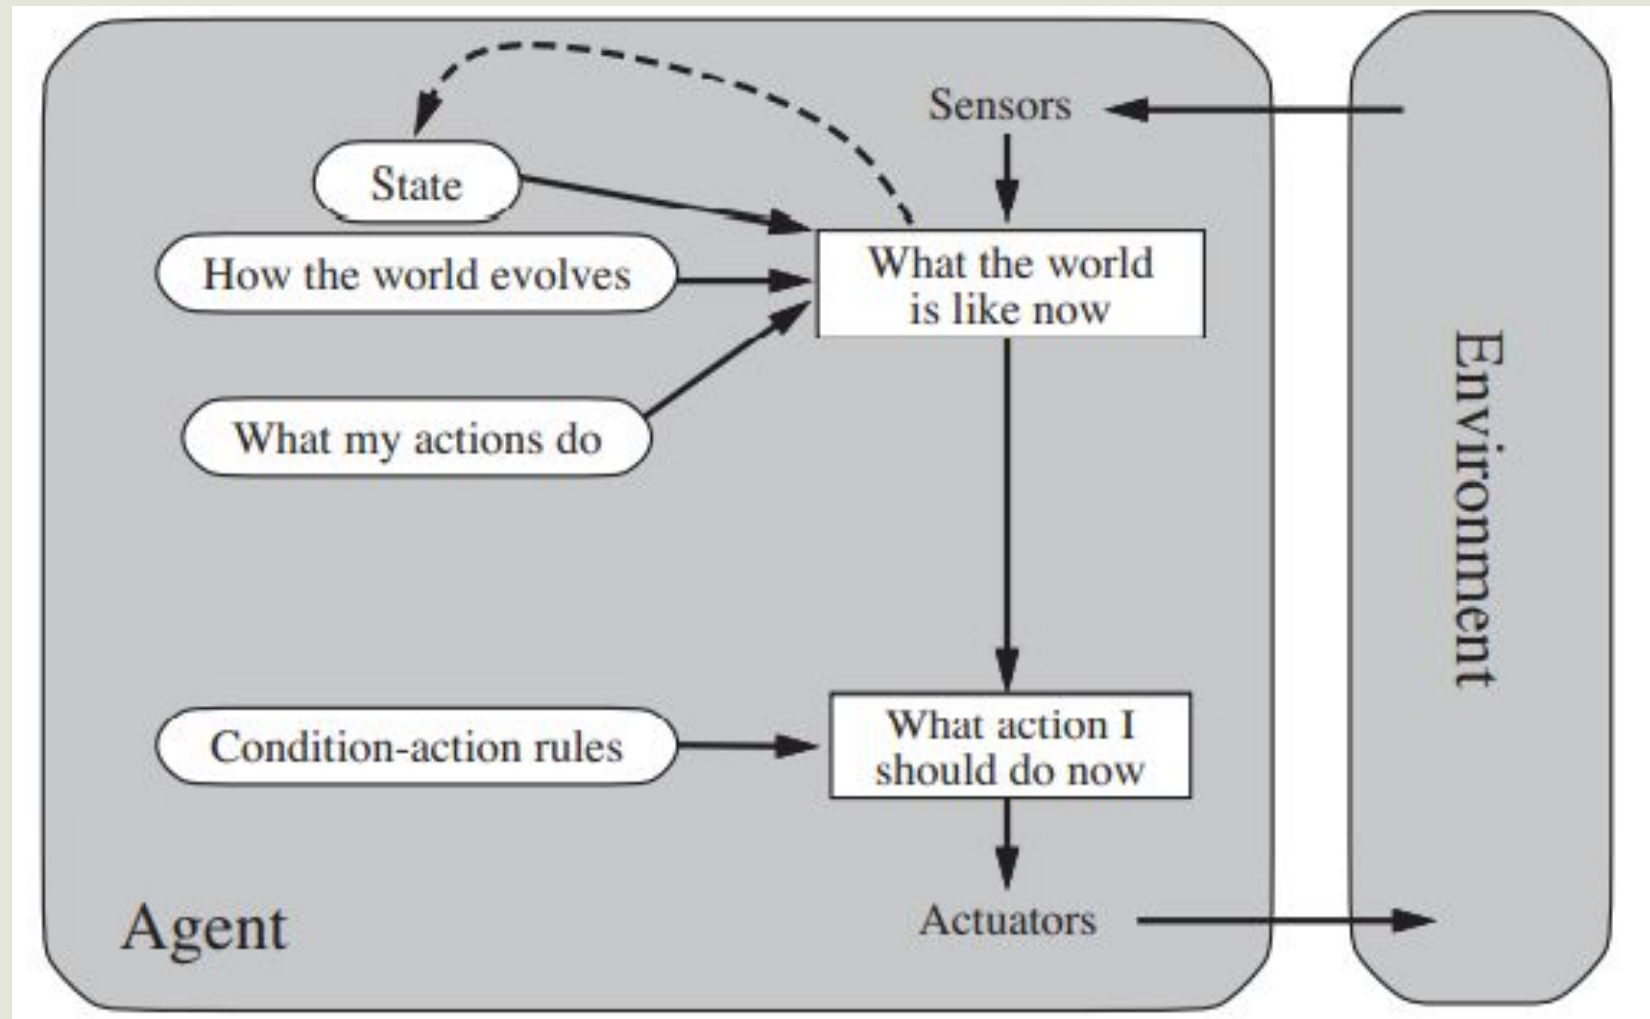 Sensors
State
How the world evolves
What the world
is like now
What my actions do
Environment
Condition-action rules
What action I
should do now
Agent
Actuators